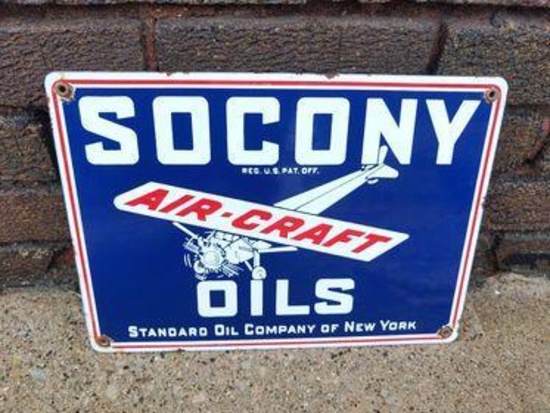 SOCONY
REG. U.S. PAT. OFF.
AIR-CRAFT
OILS
STANDARD OIL COMPANY OF NEW YORK